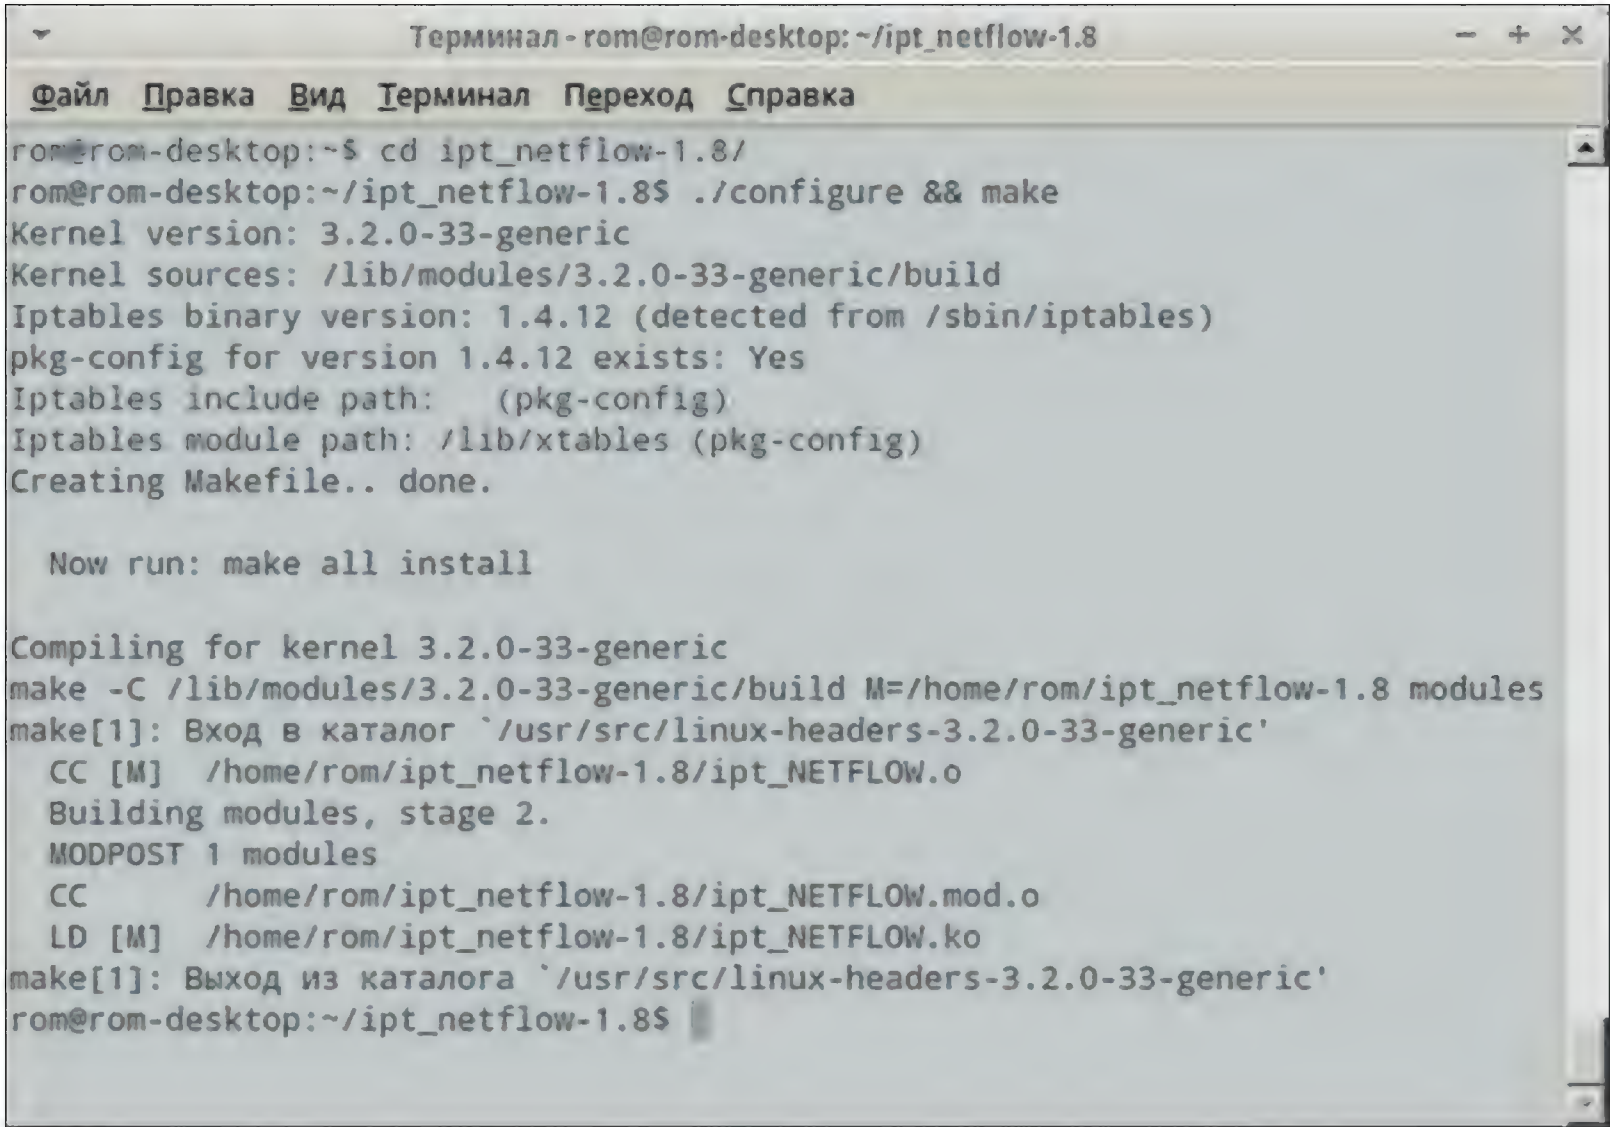 Терминал - rom@rom-desktop: ~/ipt_netflow-1.8
Файл Правка Вид Терминал Переход Справка
rom@rom-desktop:~$ cd ipt_netflow-1.8/
rom@rom-desktop:~/ipt_netflow-1.8$ ./configure && make
Kernel version: 3.2.0-33-generic
Kernel sources: /lib/modules/3.2.0-33-generic/build
Iptables binary version: 1.4.12 (detected from /sbin/iptables)
pkg-config for version 1.4.12 exists: Yes
Iptables include path:   (pkg-config)
Iptables module path: /lib/xtables (pkg-config)
Creating Makefile.. done.
Now run: make all install
Compiling for kernel 3.2.0-33-generic
make -C /lib/modules/3.2.0-33-generic/build M=/home/rom/ipt_netflow-1.8 modules
make[1]: Вход в каталог `/usr/src/linux-headers-3.2.0-33-generic'
CC [M]  /home/rom/ipt_netflow-1.8/ipt_NETFLOW.o
Building modules, stage 2.
MODPOST 1 modules
CC      /home/rom/ipt_netflow-1.8/ipt_NETFLOW.mod.o
LD [M]  /home/rom/ipt_netflow-1.8/ipt_NETFLOW.ko
make[1]: Выход из каталога `/usr/src/linux-headers-3.2.0-33-generic'
rom@rom-desktop:~/ipt_netflow-1.8$